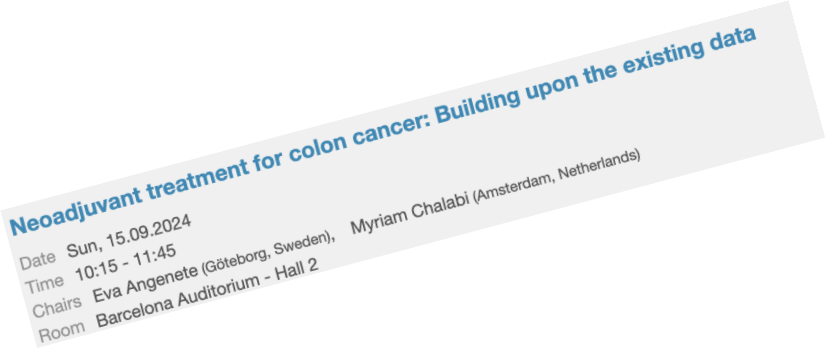 Neoadjuvant treatment for colon cancer: Building upon the existing data
Date Sun, 15.09.2024
Time 10:15 - 11:45
Chairs Eva Angenete (Göteborg, Sweden), Myriam Chalabi (Amsterdam, Netherlands)
Room Barcelona Auditorium - Hall 2